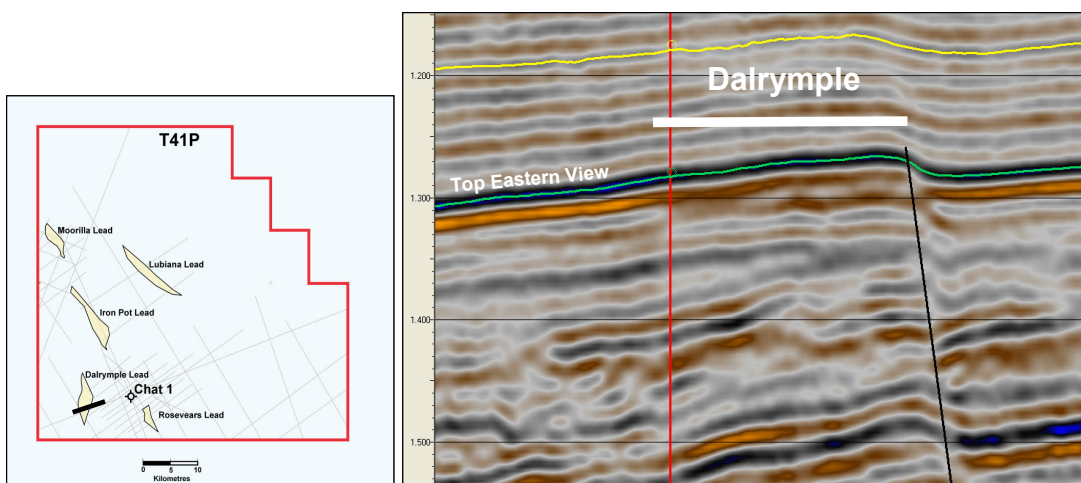 T41P
Moorilla Lead
Lubiana Lead
Iron Pot Lead
Dalrymple Lead
Chat 1
Rosevears Lead
0 5 10
Kilometres
1.200
1.300
1.400
1.500
Dalrymple
Top Eastern View